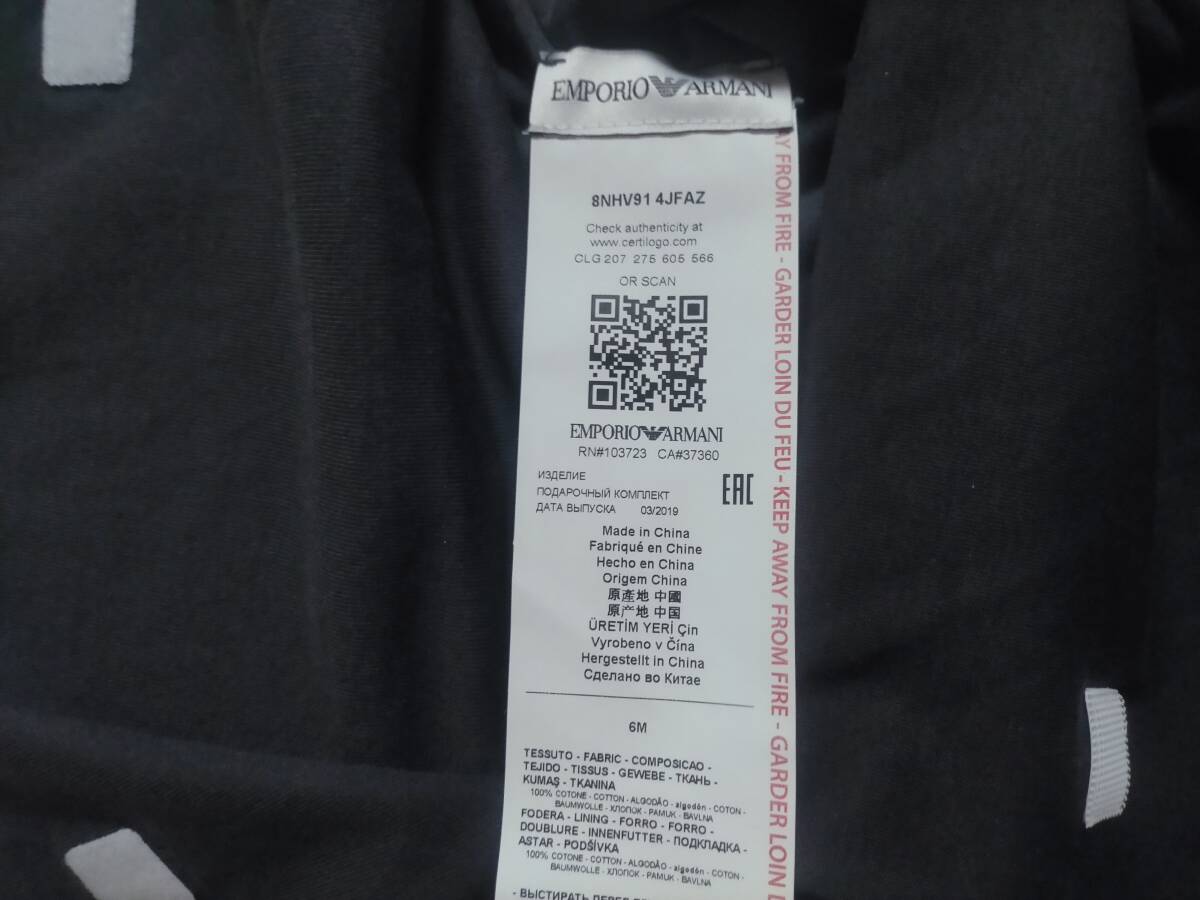 EMPORIO ARMANI
8NHV91 4JFAZ
Check authenticity at
www.certilogo.com
CLG 207 275 605 566
OR SCAN
EMPORIO ARMANI
RN#103723 CA#37360
ИЗДЕЛИЕ
ПОДАРОЧНЫЙ КОМПЛЕКТ
ДАТА ВЫПУСКА 03/2019
EAC
Made in China
Fabriqué en Chine
Hecho en China
Origem China
原產地 中國
原产地 中国
ÜRETİM YERİ Çin
Vyrobeno v Čína
Hergestellt in China
Сделано во Китае
6M
TESSUTO - FABRIC - COMPOSICAO -
TEJIDO - TISSUS - GEWEBE - ТКАНЬ -
KUMAŞ - TKANINA
100% COTONE - COTTON - ALGODÃO - algodón - COTON -
BAUMWOLLE - ХЛОПОК - PAMUK - BAVLNA
FODERA - LINING - FORRO - FORRO -
DOUBLURE - INNENFUTTER - ПОДКЛАДКА -
ASTAR - PODŠÍVKA
100% COTONE - COTTON - ALGODÃO - algodón - COTON -
BAUMWOLLE - ХЛОПОК - PAMUK - BAVLNA
- ВЫСТИРАТЬ ПЕРЕД
AY FROM FIRE - GARDER LOIN DU FEU - KEEP AWAY FROM FIRE - GARDER LOIN